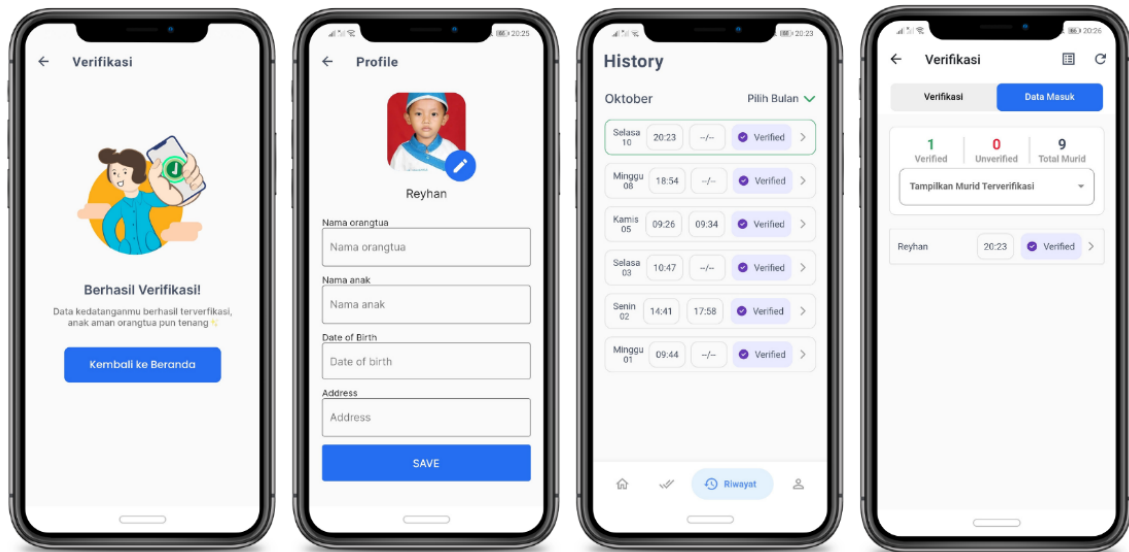 Verifikasi
Berhasil Verifikasi!
Data kedatanganmu berhasil terverfikasi,
anak aman orangtua pun tenang
Kembali ke Beranda
20:25
Profile
Reyhan
Nama orangtua
Nama orangtua
Nama anak
Nama anak
Date of Birth
Date of birth
Address
Address
SAVE
20:23
History
Oktober Pilih Bulan
Selasa 10 20:23 --/-- Verified
Minggu 08 18:54 --/-- Verified
Kamis 05 09:26 09:34 Verified
Selasa 03 10:47 --/-- Verified
Senin 02 14:41 17:58 Verified
Minggu 01 09:44 --/-- Verified
Riwayat
20:26
Verifikasi
Verifikasi Data Masuk
1 0 9
Verified Unverified Total Murid
Tampilkan Murid Terverifikasi
Reyhan 20:23 Verified